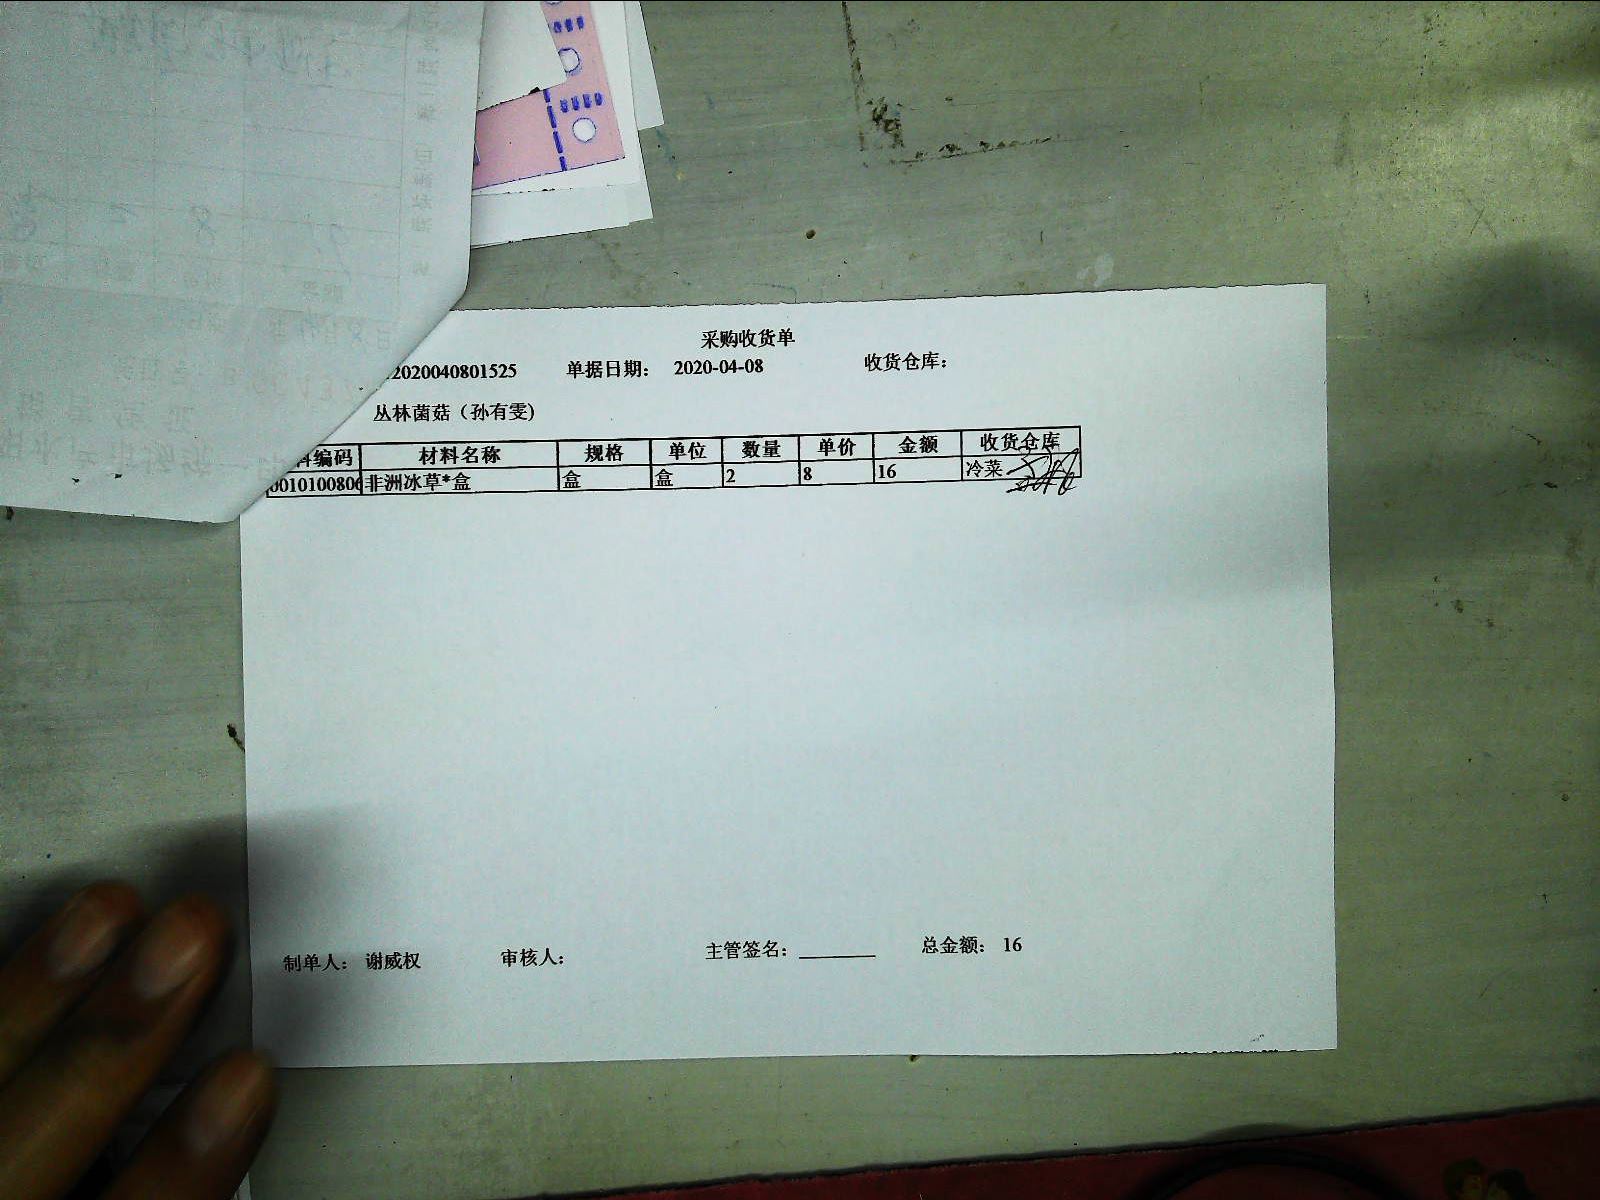 采购收货单
2020040801525 单据日期： 2020-04-08 收货仓库：
丛林菌菇（孙有雯)
料编码 材料名称 规格 单位 数量 单价 金额 收货仓库
0010100806 非洲冰草*盒 盒 盒 2 8 16 冷菜
制单人： 谢威权 审核人： 主管签名：_______ 总金额： 16